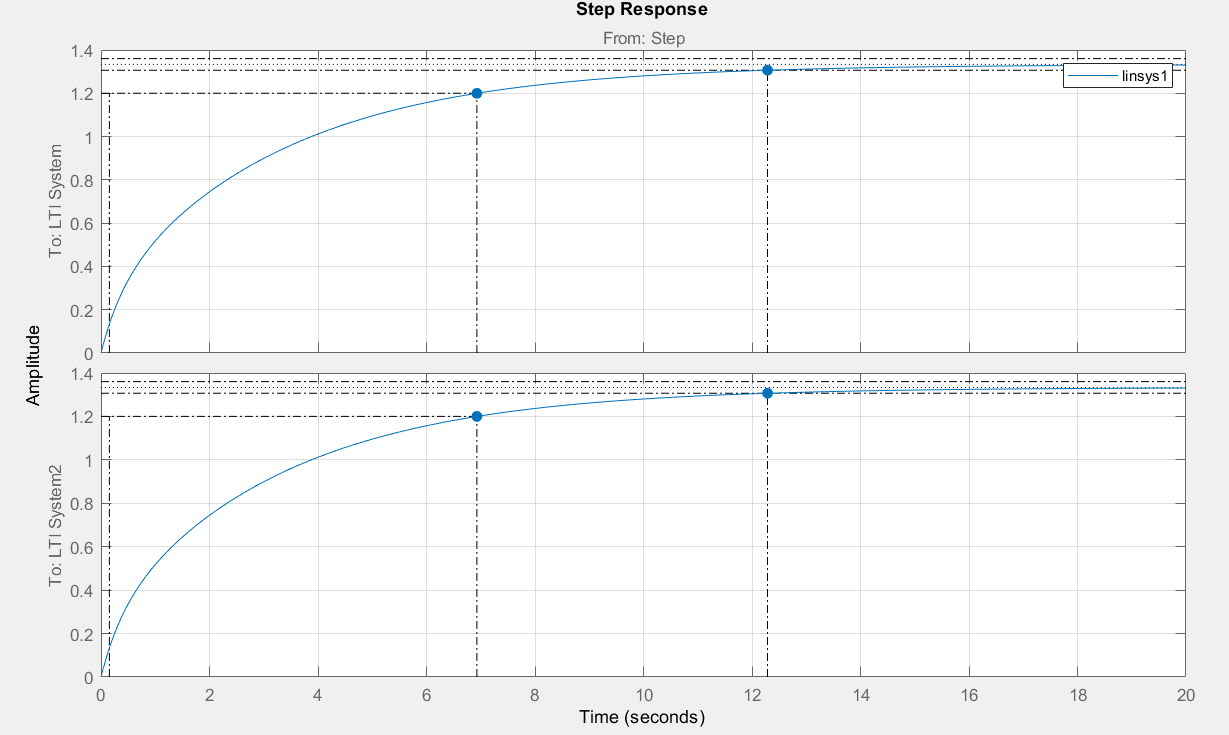 Step Response
From: Step
1.4
1.2
1
0.8
0.6
0.4
0.2
0
To: LTI System
linsys1
Amplitude
1.4
1.2
1
0.8
0.6
0.4
0.2
0
To: LTI System2
0 2 4 6 8 10 12 14 16 18 20
Time (seconds)